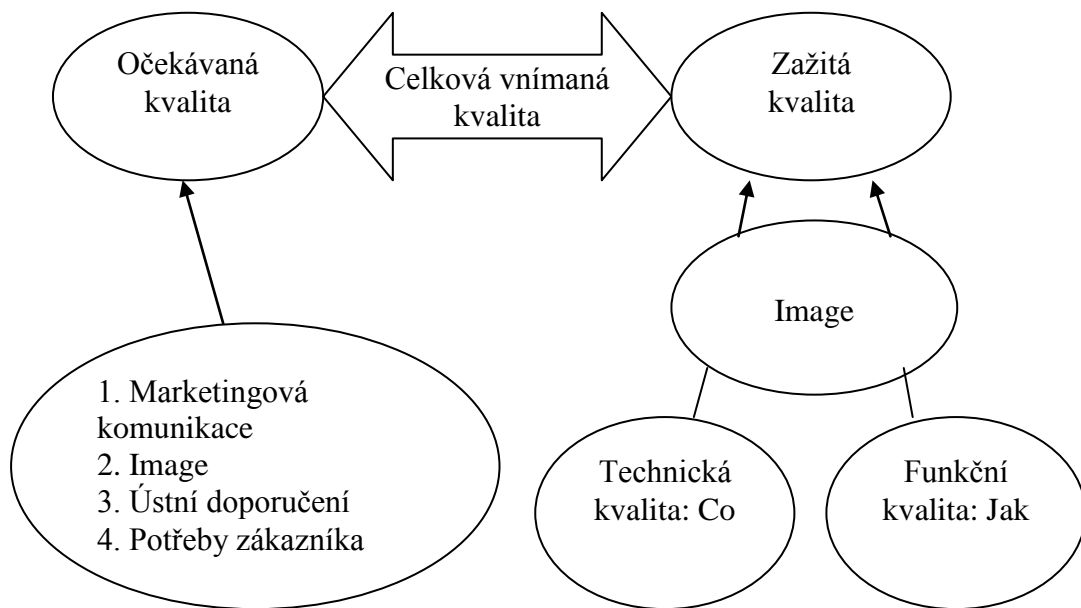 Očekávaná
kvalita
Celková vnímaná
kvalita
Zažitá
kvalita
Image
1. Marketingová
komunikace
2. Image
3. Ústní doporučení
4. Potřeby zákazníka
Technická
kvalita: Co
Funkční
kvalita: Jak